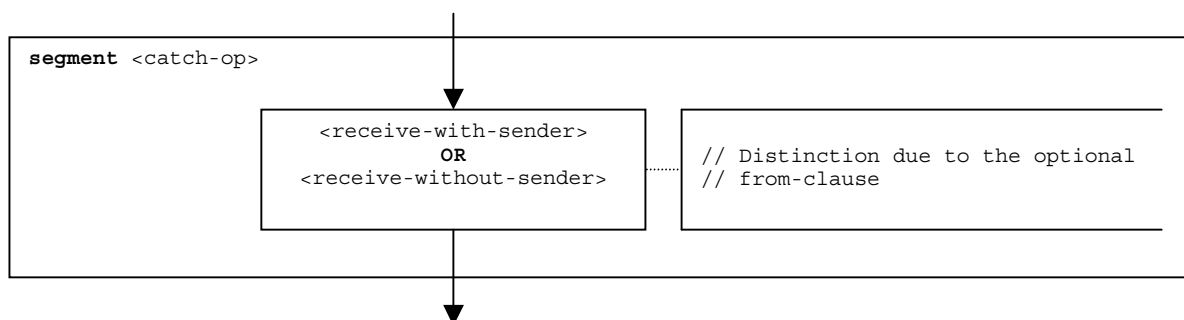 segment <catch-op>
<receive-with-sender>
OR
<receive-without-sender>
// Distinction due to the optional
// from-clause